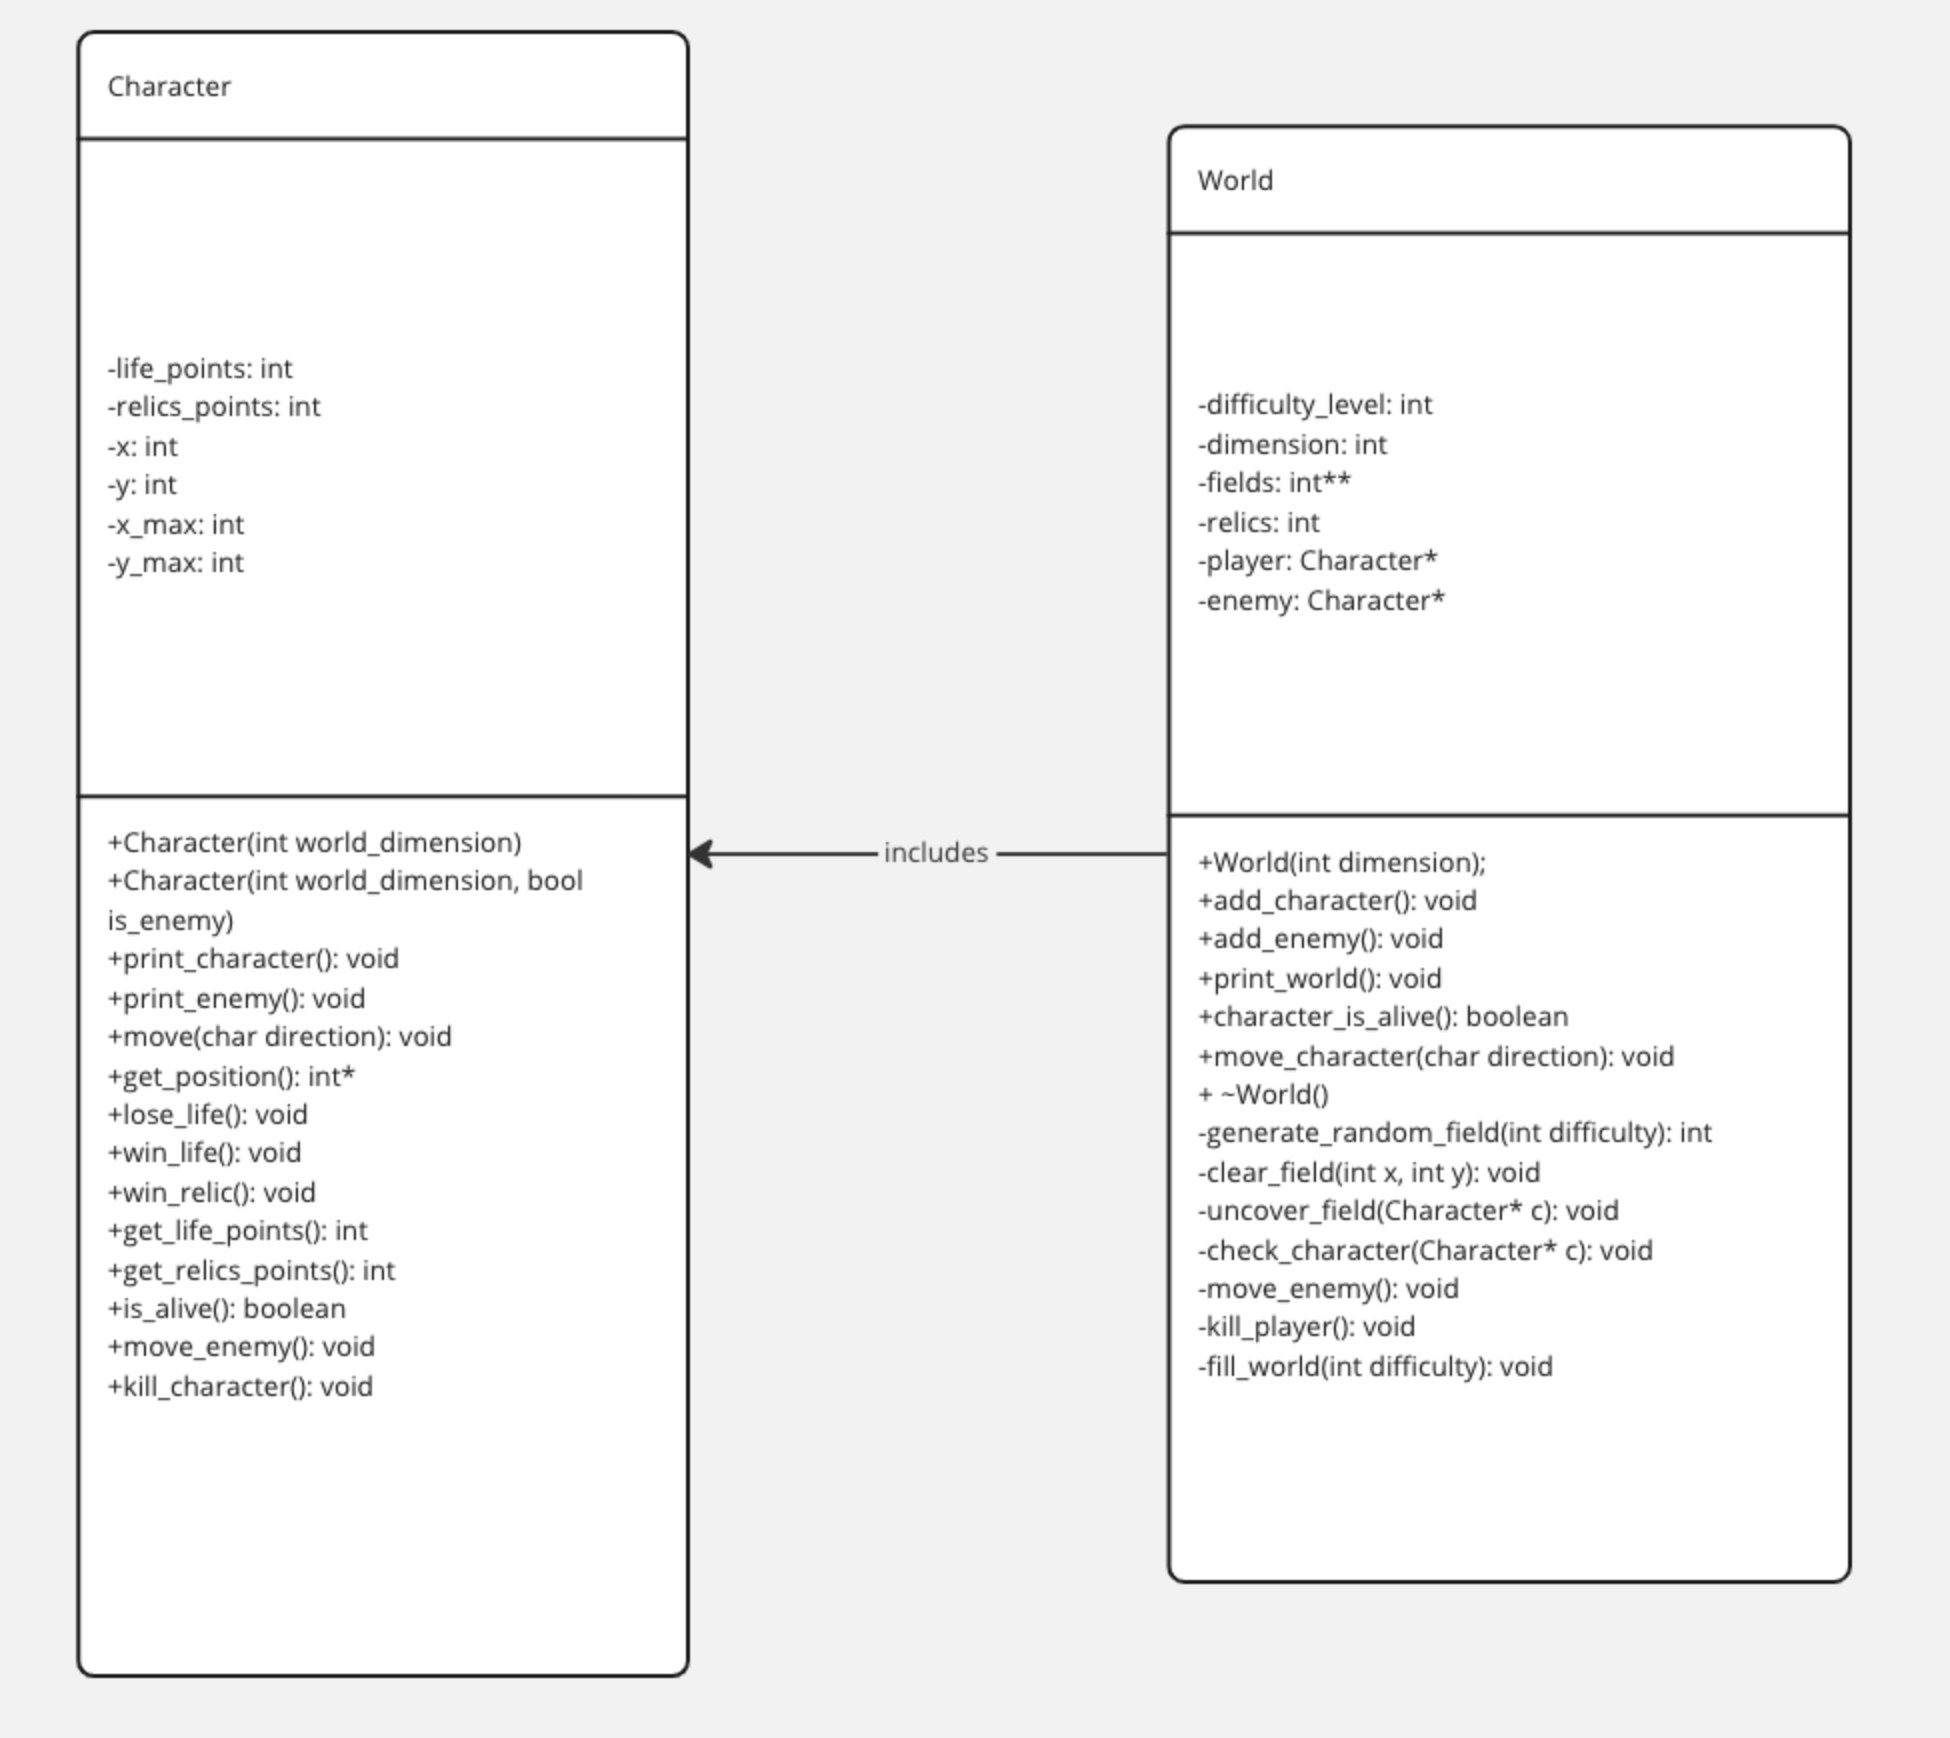 Character
-life_points: int
-relics_points: int
-x: int
-y: int
-x_max: int
-y_max: int
+Character(int world_dimension)
+Character(int world_dimension, bool
is_enemy)
+print_character(): void
+print_enemy(): void
+move(char direction): void
+get_position(): int*
+lose_life(): void
+win_life(): void
+win_relic(): void
+get_life_points(): int
+get_relics_points(): int
+is_alive(): boolean
+move_enemy(): void
+kill_character(): void
includes
World
-difficulty_level: int
-dimension: int
-fields: int**
-relics: int
-player: Character*
-enemy: Character*
+World(int dimension);
+add_character(): void
+add_enemy(): void
+print_world(): void
+character_is_alive(): boolean
+move_character(char direction): void
+ ~World()
-generate_random_field(int difficulty): int
-clear_field(int x, int y): void
-uncover_field(Character* c): void
-check_character(Character* c): void
-move_enemy(): void
-kill_player(): void
-fill_world(int difficulty): void